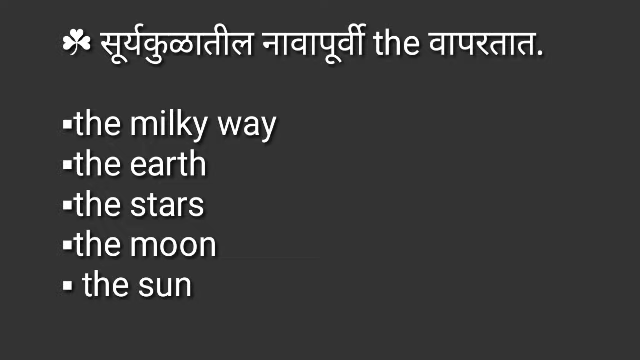 ☘ सूर्यकुळातील नावापूर्वी the वापरतात.
▪the milky way
▪the earth
▪the stars
▪the moon
▪ the sun